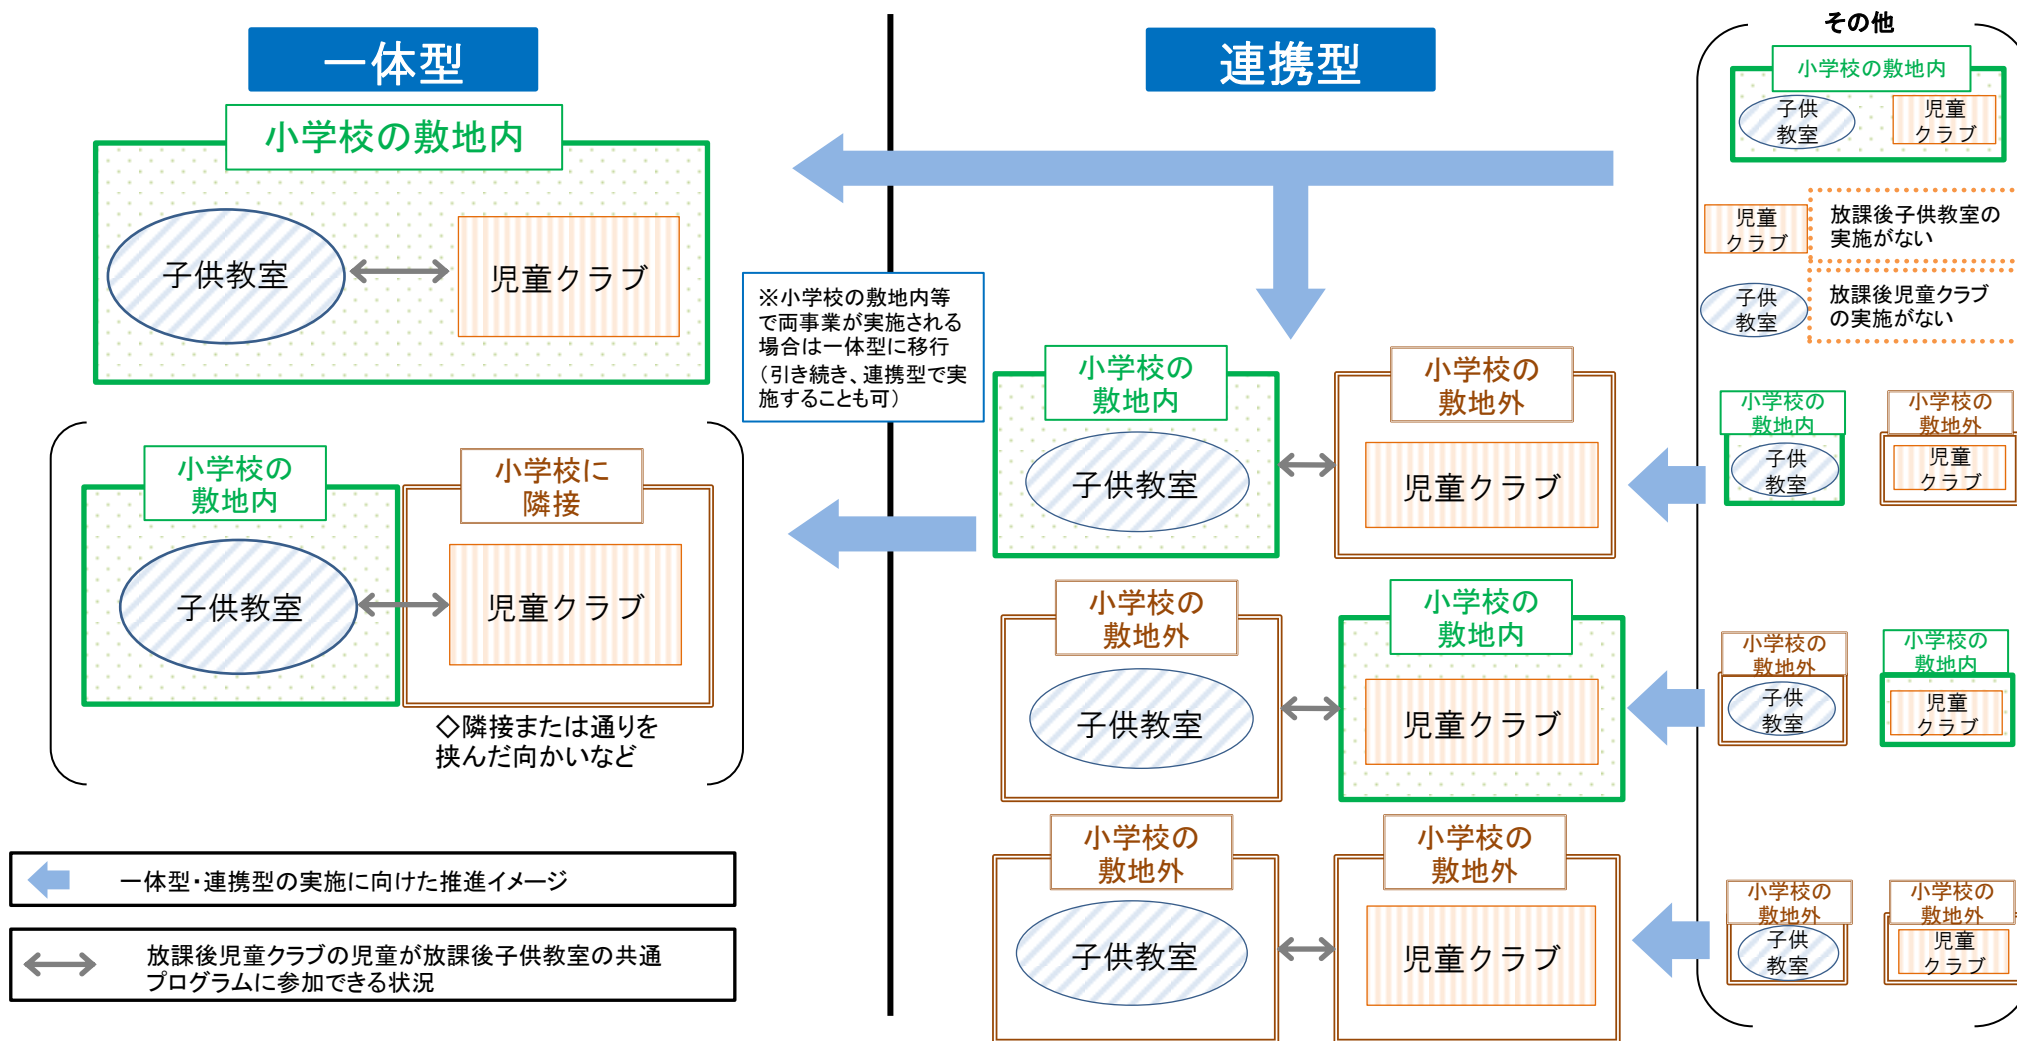 一体型
小学校の敷地内
子供教室
児童クラブ
小学校の
敷地内
子供教室
小学校に
隣接
児童クラブ
◇隣接または通りを
挟んだ向かいなど
一体型・連携型の実施に向けた推進イメージ
放課後児童クラブの児童が放課後子供教室の共通
プログラムに参加できる状況
※小学校の敷地内等
で両事業が実施される
場合は一体型に移行
（引き続き、連携型で実
施することも可）
連携型
小学校の
敷地内
子供教室
小学校の
敷地外
児童クラブ
小学校の
敷地外
子供教室
小学校の
敷地内
児童クラブ
小学校の
敷地外
子供教室
小学校の
敷地外
児童クラブ
その他
小学校の敷地内
子供
教室
児童
クラブ
児童
クラブ
放課後子供教室の
実施がない
子供
教室
放課後児童クラブ
の実施がない
小学校の
敷地内
子供
教室
小学校の
敷地外
児童
クラブ
小学校の
敷地外
子供
教室
小学校の
敷地内
児童
クラブ
小学校の
敷地外
子供
教室
小学校の
敷地外
児童
クラブ